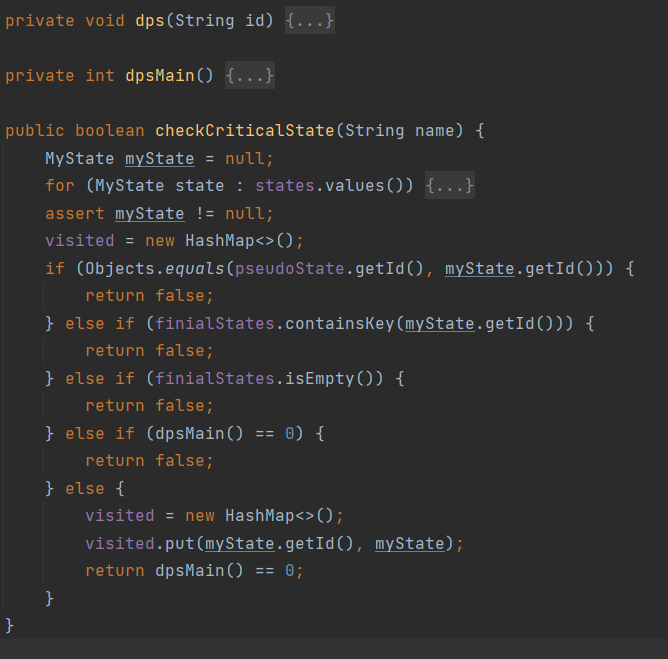 private void dps(String id) {...}
private int dpsMain() {...}
public boolean checkCriticalState(String name) {
    MyState myState = null;
    for (MyState state : states.values()) {...}
    assert myState != null;
    visited = new HashMap<>();
    if (Objects.equals(pseudoState.getId(), myState.getId())) {
        return false;
    } else if (finialStates.containsKey(myState.getId())) {
        return false;
    } else if (finialStates.isEmpty()) {
        return false;
    } else if (dpsMain() == 0) {
        return false;
    } else {
        visited = new HashMap<>();
        visited.put(myState.getId(), myState);
        return dpsMain() == 0;
    }
}